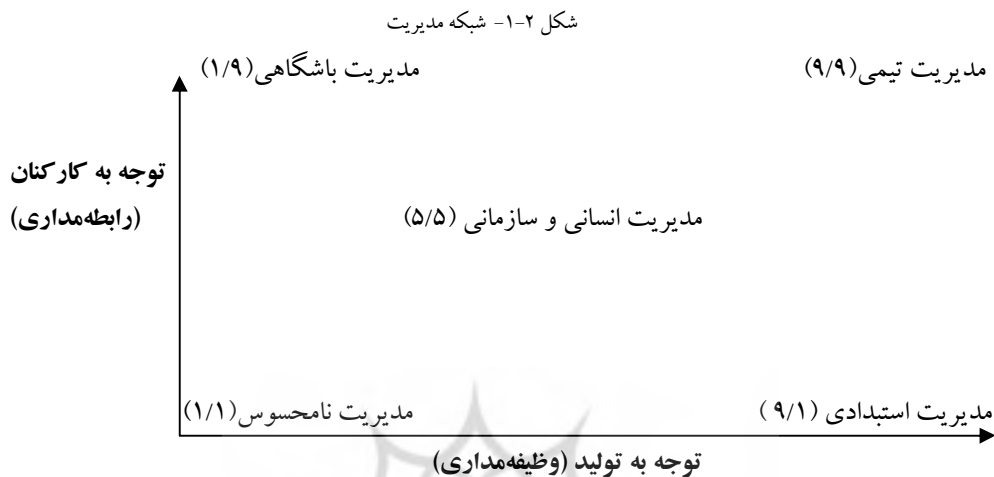 شکل ۲-۱- شبکه مدیریت
مدیریت تیمی(۹/۹)
مدیریت باشگاهی(۱/۹)
توجه به کارکنان
(رابطه‌مداری)
مدیریت انسانی و سازمانی (۵/۵)
مدیریت استبدادی (۹/۱ )
مدیریت نامحسوس(۱/۱)
توجه به تولید (وظیفه‌مداری)